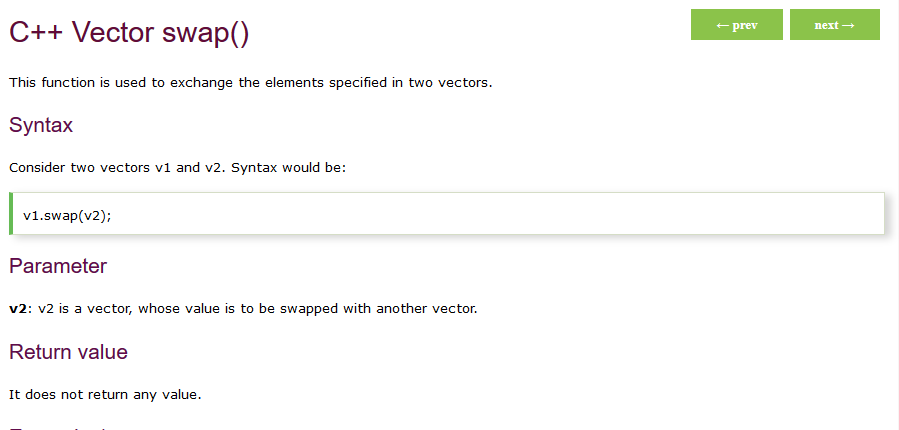 C++ Vector swap()
← prev
next →
This function is used to exchange the elements specified in two vectors.
Syntax
Consider two vectors v1 and v2. Syntax would be:
v1.swap(v2);
Parameter
v2: v2 is a vector, whose value is to be swapped with another vector.
Return value
It does not return any value.